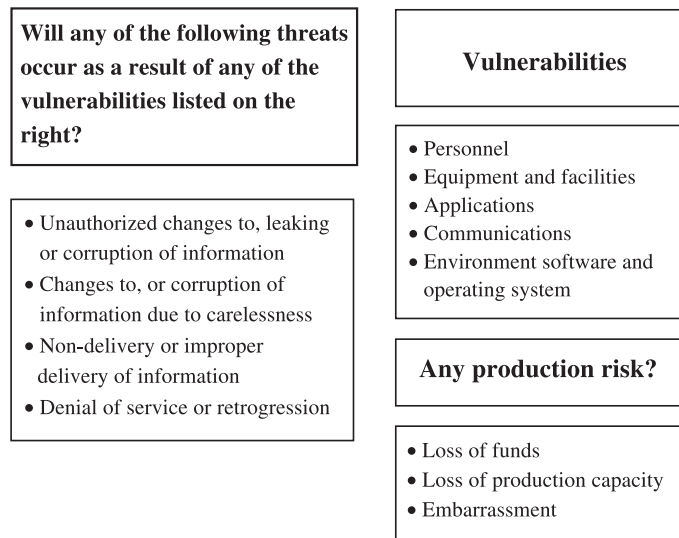 Will any of the following threats
occur as a result of any of the
vulnerabilities listed on the
right?
• Unauthorized changes to, leaking
or corruption of information
• Changes to, or corruption of
information due to carelessness
• Non-delivery or improper
delivery of information
• Denial of service or retrogression
Vulnerabilities
• Personnel
• Equipment and facilities
• Applications
• Communications
• Environment software and
operating system
Any production risk?
• Loss of funds
• Loss of production capacity
• Embarrassment